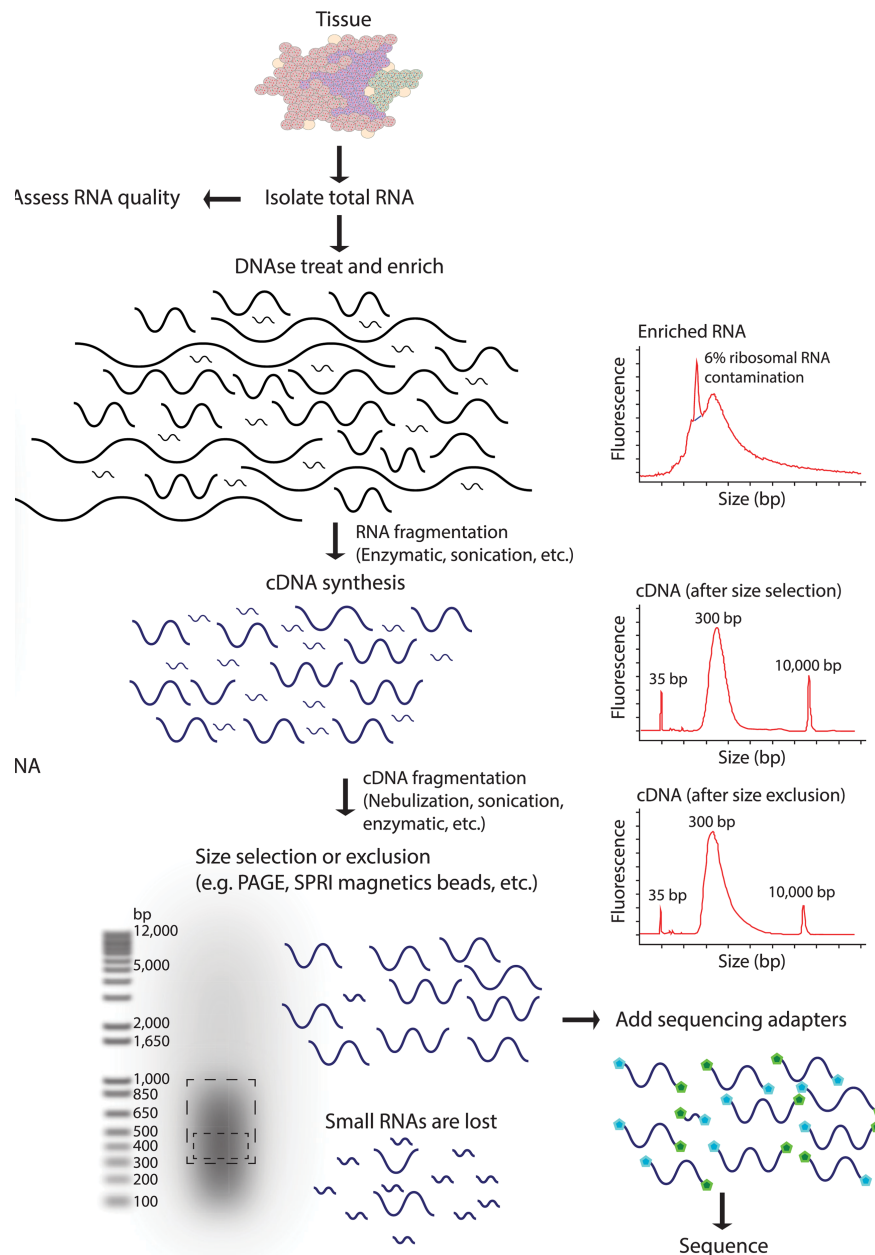 Tissue
Assess RNA quality
Isolate total RNA
DNAse treat and enrich
Enriched RNA
6% ribosomal RNA
contamination
Fluorescence
Size (bp)
RNA fragmentation
(Enzymatic, sonication, etc.)
cDNA synthesis
cDNA (after size selection)
300 bp
35 bp
10,000 bp
Fluorescence
Size (bp)
NA
cDNA fragmentation
(Nebulization, sonication,
enzymatic, etc.)
cDNA (after size exclusion)
300 bp
35 bp
10,000 bp
Fluorescence
Size (bp)
Size selection or exclusion
(e.g. PAGE, SPRI magnetics beads, etc.)
bp
12,000
5,000
2,000
1,650
1,000
850
650
500
400
300
200
100
Add sequencing adapters
Small RNAs are lost
Sequence